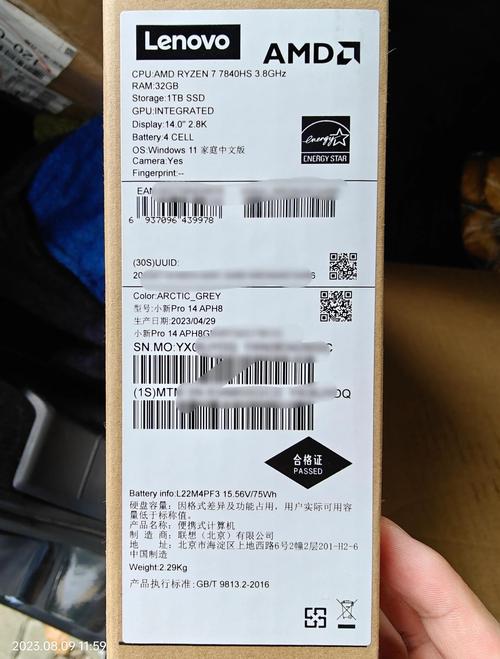 Lenovo
AMD
CPU:AMD RYZEN 7 7840HS 3.8GHz
RAM:32GB
Storage:1TB SSD
GPU:INTEGRATED
Display:14.0" 2.8K
Battery:4 CELL
OS:Windows 11 家庭中文版
Camera:Yes
Fingerprint:--
energy
ENERGY STAR
EAN
6 937096 439978
(30S)UUID:
20
6
Color:ARCTIC_GREY
型号:小新Pro 14 APH8
生产日期:2023/04/29
小新Pro 14 APH8
SN.MO:YX0
C
(1S)MTM
DQ
合格证
PASSED
Battery info:L22M4PF3 15.56V/75Wh
硬盘容量: 因格式差异及功能占用，用户实际可用容
量低于标称值。
产品名称: 便携式计算机
制 造 商: 联想（北京）有限公司
地 址: 北京市海淀区上地西路6号2幢2层201-H2-6
中国制造
Weight:2.29Kg
产品执行标准: GB/T 9813.2-2016
2023.08.09 11:59